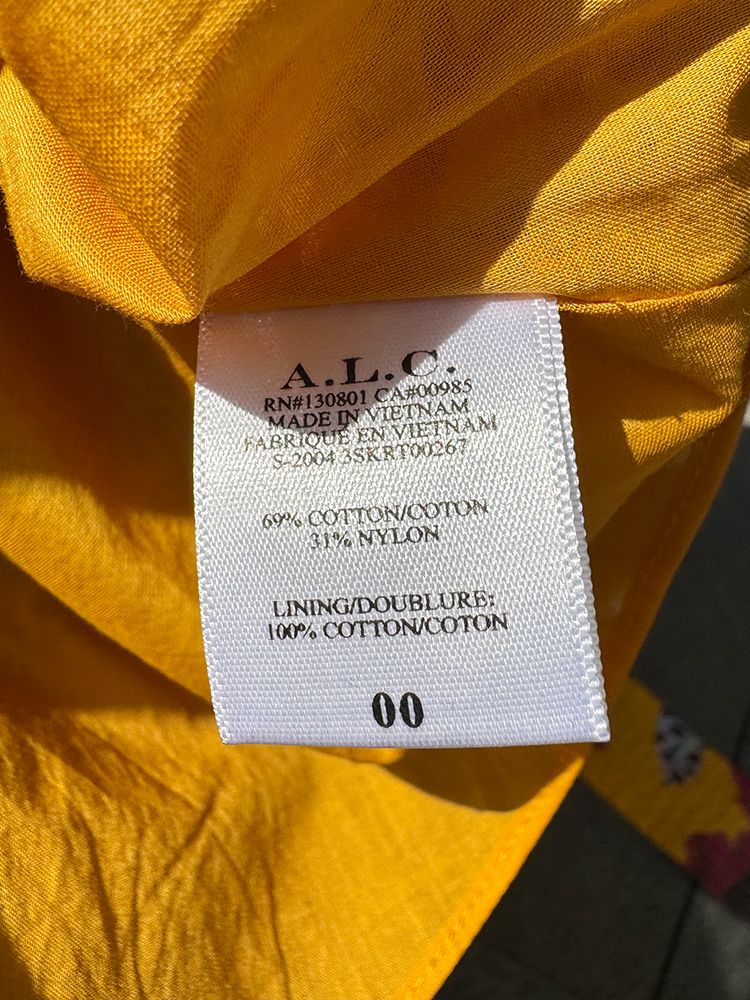 A.L.C.
RN#130801 CA#00985
MADE IN VIETNAM
FABRIQUE EN VIETNAM
S-2004 3SKRT00267
69% COTTON/COTON
31% NYLON
LINING/DOUBLURE:
100% COTTON/COTON
00